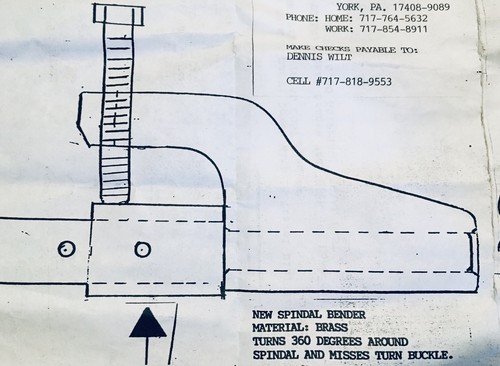 YORK, PA. 17408-9089
PHONE: HOME: 717-764-5632
WORK: 717-854-8911
MAKE CHECKS PAYABLE TO:
DENNIS WILT
CELL #717-818-9553
NEW SPINDAL BENDER
MATERIAL: BRASS
TURNS 360 DEGREES AROUND
SPINDAL AND MISSES TURN BUCKLE.